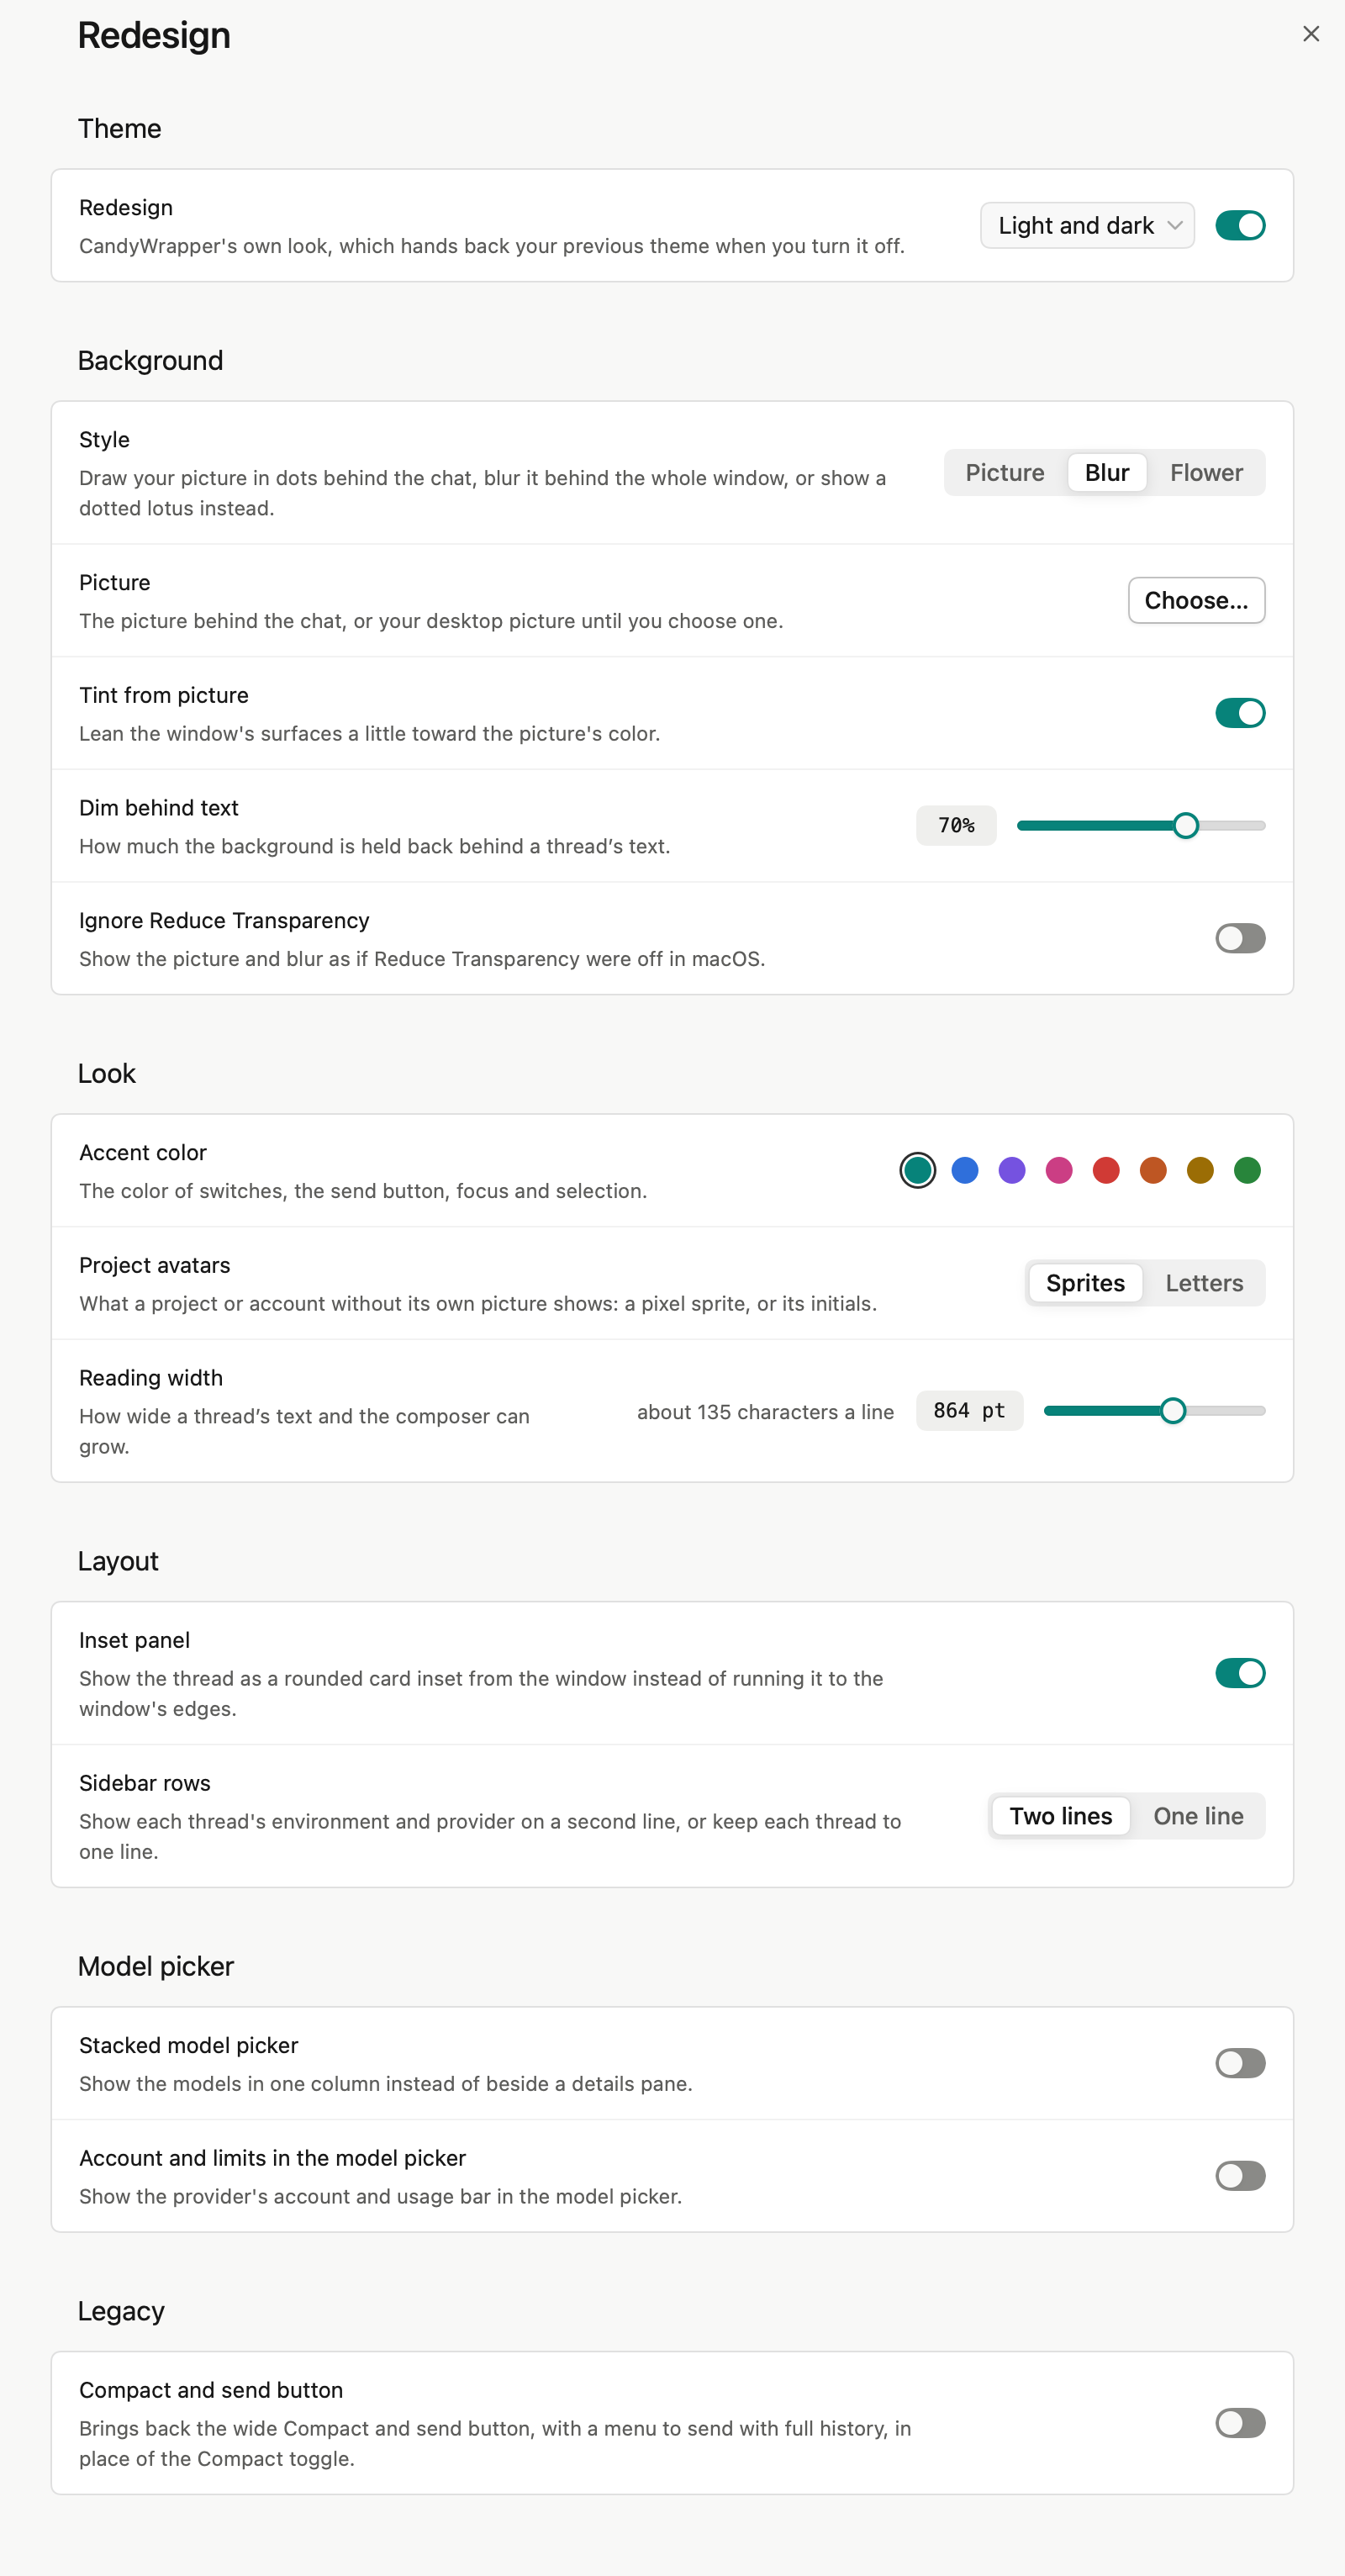 Redesign
Theme
Redesign
CandyWrapper's own look, which hands back your previous theme when you turn it off.
Light and dark
Background
Style
Draw your picture in dots behind the chat, blur it behind the whole window, or show a
dotted lotus instead.
Picture Blur Flower
Picture
The picture behind the chat, or your desktop picture until you choose one.
Choose...
Tint from picture
Lean the window's surfaces a little toward the picture's color.
Dim behind text
How much the background is held back behind a thread’s text.
70%
Ignore Reduce Transparency
Show the picture and blur as if Reduce Transparency were off in macOS.
Look
Accent color
The color of switches, the send button, focus and selection.
Project avatars
What a project or account without its own picture shows: a pixel sprite, or its initials.
Sprites Letters
Reading width
How wide a thread’s text and the composer can
grow.
about 135 characters a line 864 pt
Layout
Inset panel
Show the thread as a rounded card inset from the window instead of running it to the
window's edges.
Sidebar rows
Show each thread's environment and provider on a second line, or keep each thread to
one line.
Two lines One line
Model picker
Stacked model picker
Show the models in one column instead of beside a details pane.
Account and limits in the model picker
Show the provider's account and usage bar in the model picker.
Legacy
Compact and send button
Brings back the wide Compact and send button, with a menu to send with full history, in
place of the Compact toggle.